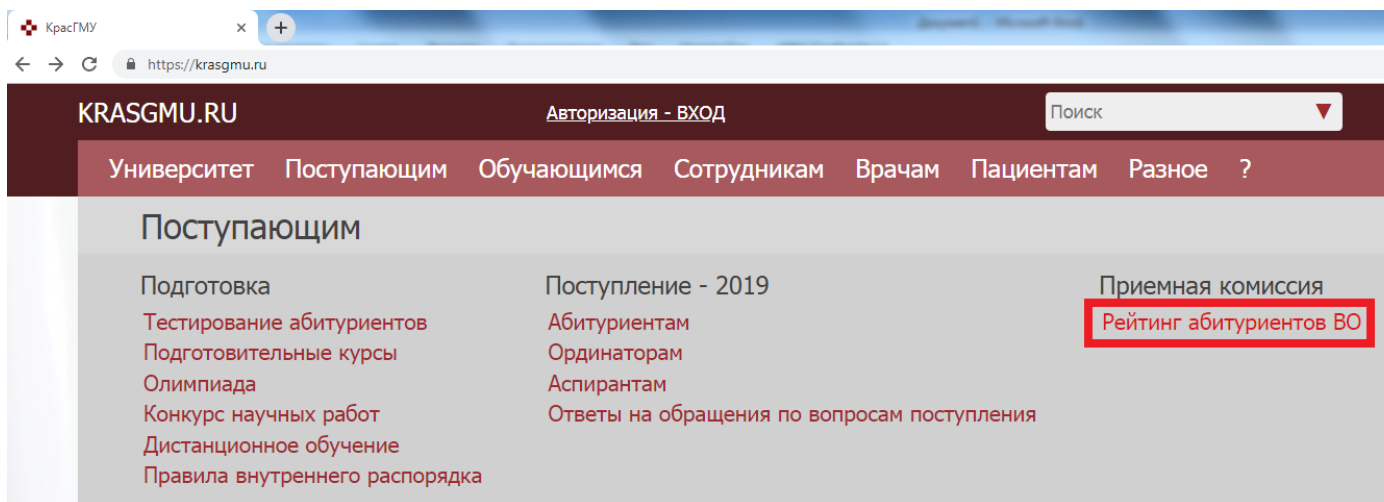 КрасГМУ
https://krasgmu.ru
KRASGMU.RU
Авторизация - ВХОД
Поиск
Университет Поступающим Обучающимся Сотрудникам Врачам Пациентам Разное ?
Поступающим
Подготовка
Тестирование абитуриентов
Подготовительные курсы
Олимпиада
Конкурс научных работ
Дистанционное обучение
Правила внутреннего распорядка
Поступление - 2019
Абитуриентам
Ординаторам
Аспирантам
Ответы на обращения по вопросам поступления
Приемная комиссия
Рейтинг абитуриентов ВО